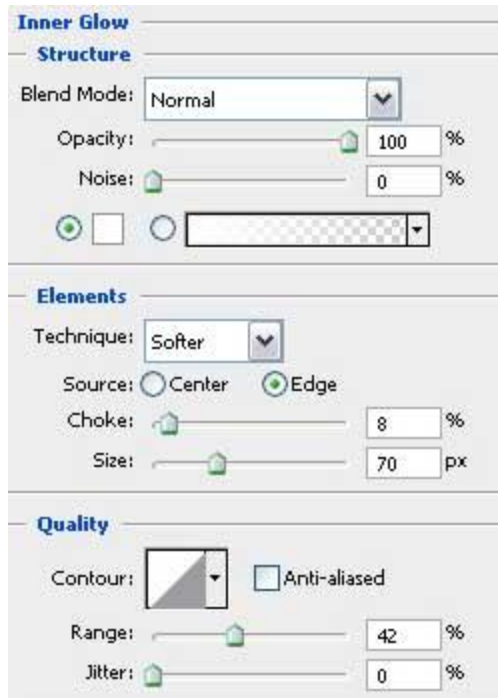 Inner Glow
Structure
Blend Mode: Normal
Opacity: 100 %
Noise: 0 %
Elements
Technique: Softer
Source: Center Edge
Choke: 8 %
Size: 70 px
Quality
Contour: Anti-aliased
Range: 42 %
Jitter: 0 %